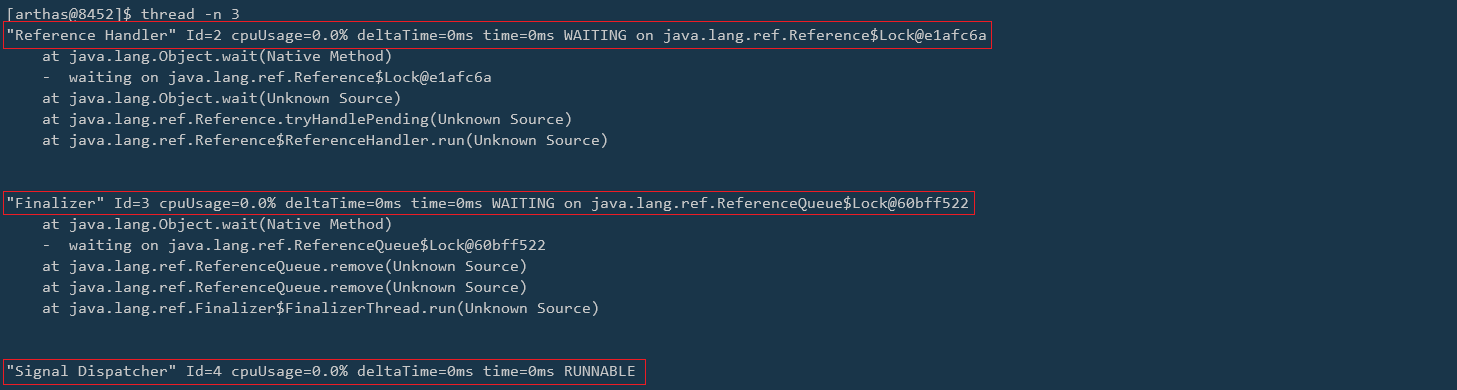 [arthas@8452]$ thread -n 3
"Reference Handler" Id=2 cpuUsage=0.0% deltaTime=0ms time=0ms WAITING on java.lang.ref.Reference$Lock@e1afc6a
at java.lang.Object.wait(Native Method)
- waiting on java.lang.ref.Reference$Lock@e1afc6a
at java.lang.Object.wait(Unknown Source)
at java.lang.ref.Reference.tryHandlePending(Unknown Source)
at java.lang.ref.Reference$ReferenceHandler.run(Unknown Source)
"Finalizer" Id=3 cpuUsage=0.0% deltaTime=0ms time=0ms WAITING on java.lang.ref.ReferenceQueue$Lock@60bff522
at java.lang.Object.wait(Native Method)
- waiting on java.lang.ref.ReferenceQueue$Lock@60bff522
at java.lang.ref.ReferenceQueue.remove(Unknown Source)
at java.lang.ref.ReferenceQueue.remove(Unknown Source)
at java.lang.ref.Finalizer$FinalizerThread.run(Unknown Source)
"Signal Dispatcher" Id=4 cpuUsage=0.0% deltaTime=0ms time=0ms RUNNABLE